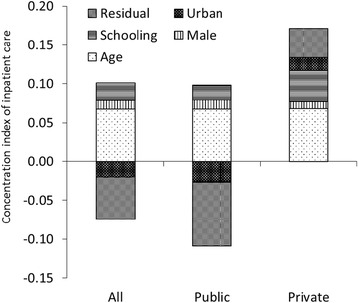 Concentration index of inpatient care
0.20
0.15
0.10
0.05
0.00
-0.05
-0.10
-0.15
Residual Urban
Schooling Male
Age
All Public Private